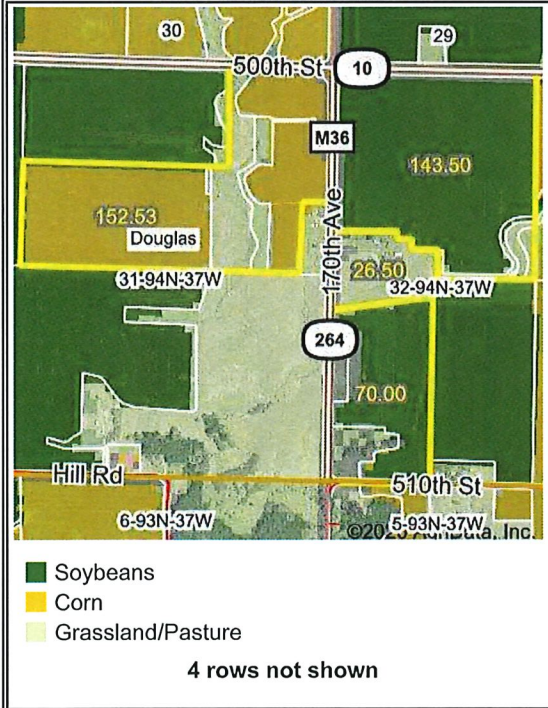 30
29
500th St
10
M36
143.50
170th Ave
152.53
Douglas
26.50
31-94N-37W
32-94N-37W
264
70.00
Hill Rd
510th St
6-93N-37W
5-93N-37W
AgriData, Inc.
Soybeans
Corn
Grassland/Pasture
4 rows not shown